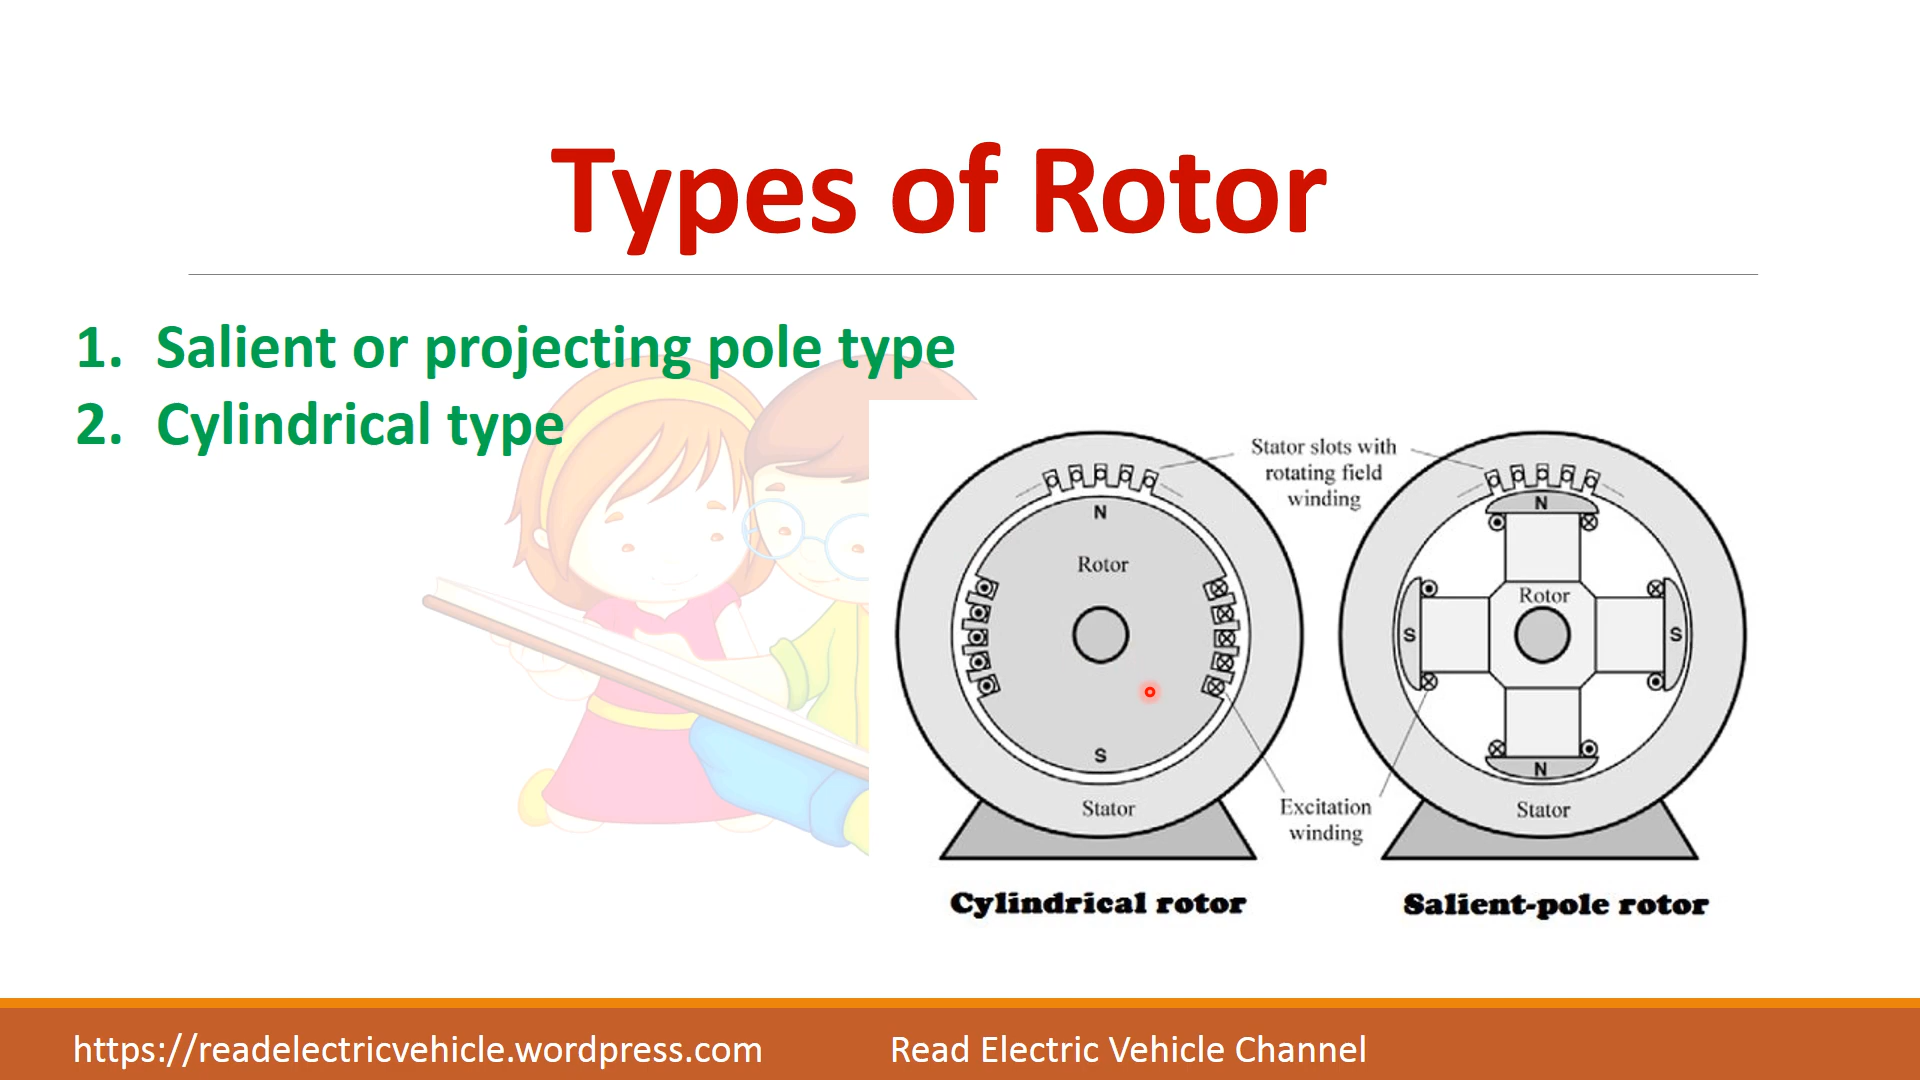 Types of Rotor
1. Salient or projecting pole type
2. Cylindrical type
Stator slots with
rotating field
winding
N
Rotor
S
Stator
N
S
Rotor
S
N
Stator
Excitation
winding
Cylindrical rotor
Salient-pole rotor
https://readelectricvehicle.wordpress.com
Read Electric Vehicle Channel